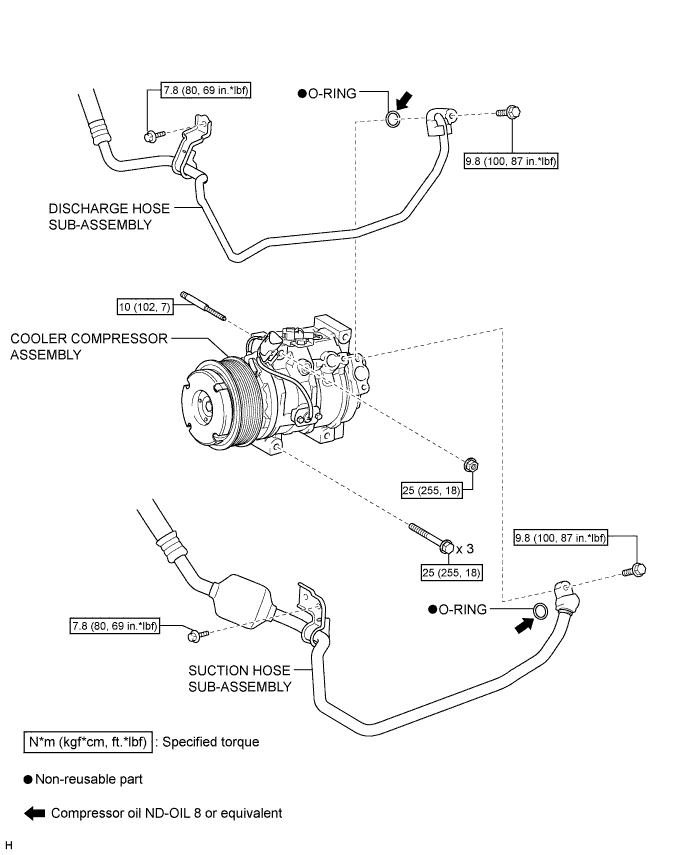 7.8 (80, 69 in.*lbf)
●O-RING
9.8 (100, 87 in.*lbf)
DISCHARGE HOSE
SUB-ASSEMBLY
10 (102, 7)
COOLER COMPRESSOR
ASSEMBLY
25 (255, 18)
x 3
25 (255, 18)
9.8 (100, 87 in.*lbf)
●O-RING
7.8 (80, 69 in.*lbf)
SUCTION HOSE
SUB-ASSEMBLY
N*m (kgf*cm, ft.*lbf) : Specified torque
● Non-reusable part
Compressor oil ND-OIL 8 or equivalent
H